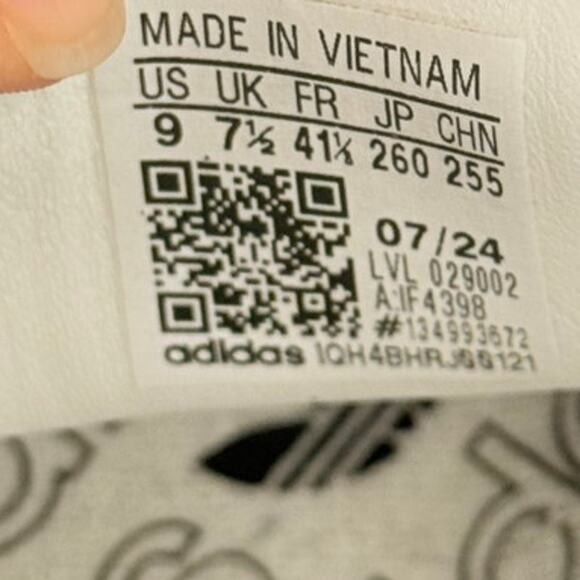 MADE IN VIETNAM
US UK FR JP CHN
9 7½ 41⅓ 260 255
07/24
LVL 029002
A:IF4398
#134993672
adidas